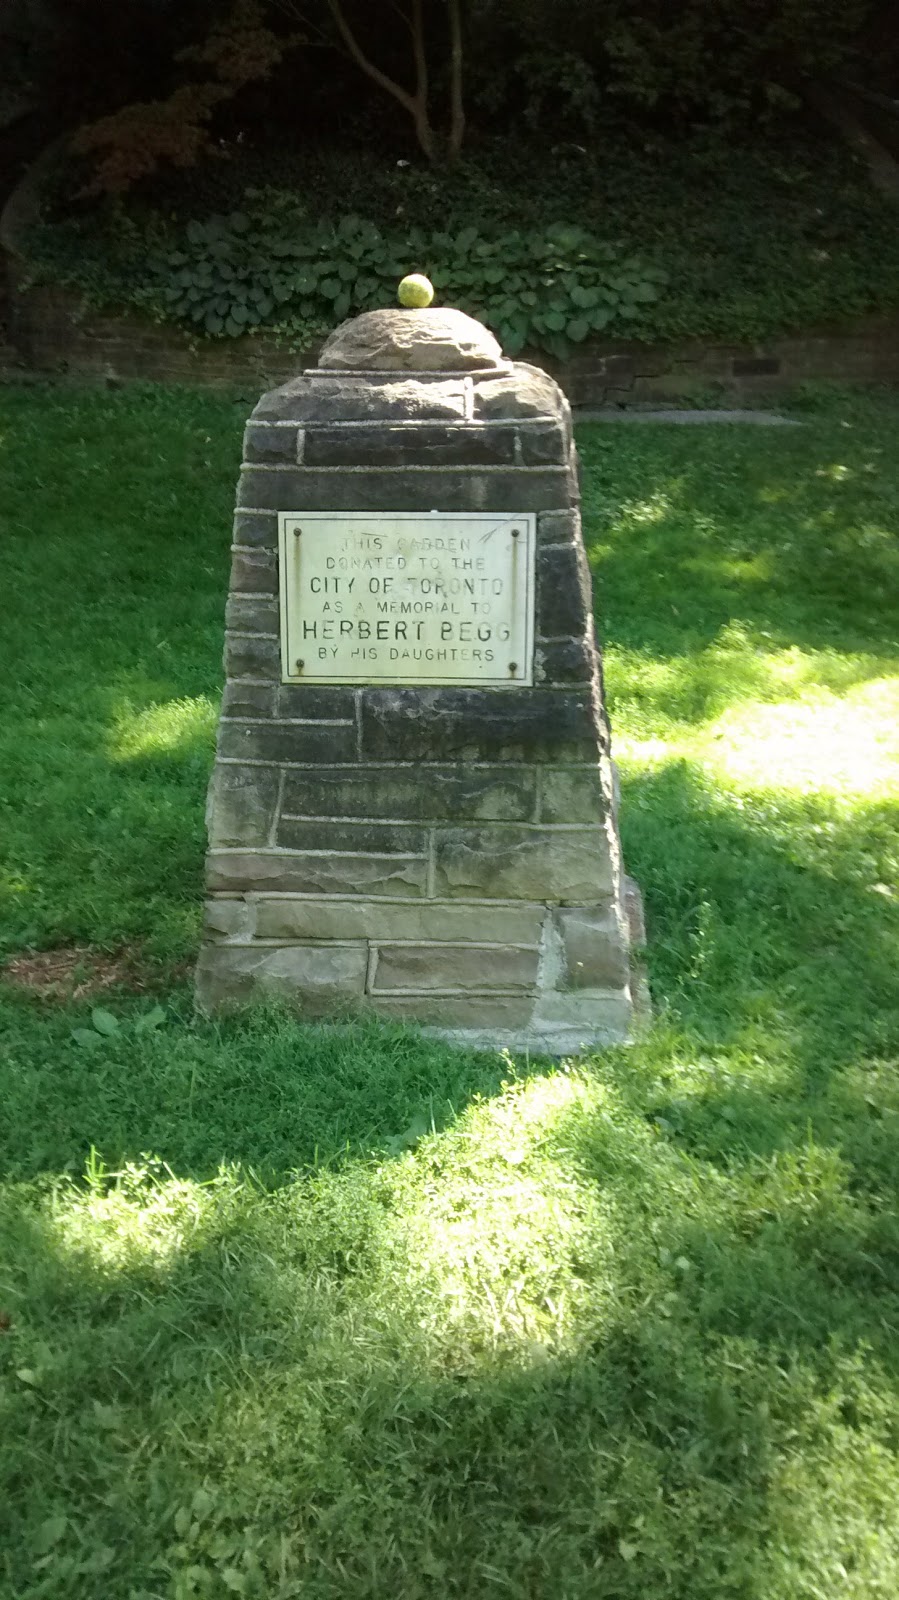 THIS GARDEN
DONATED TO THE
CITY OF TORONTO
AS A MEMORIAL TO
HERBERT BEGG
BY HIS DAUGHTERS